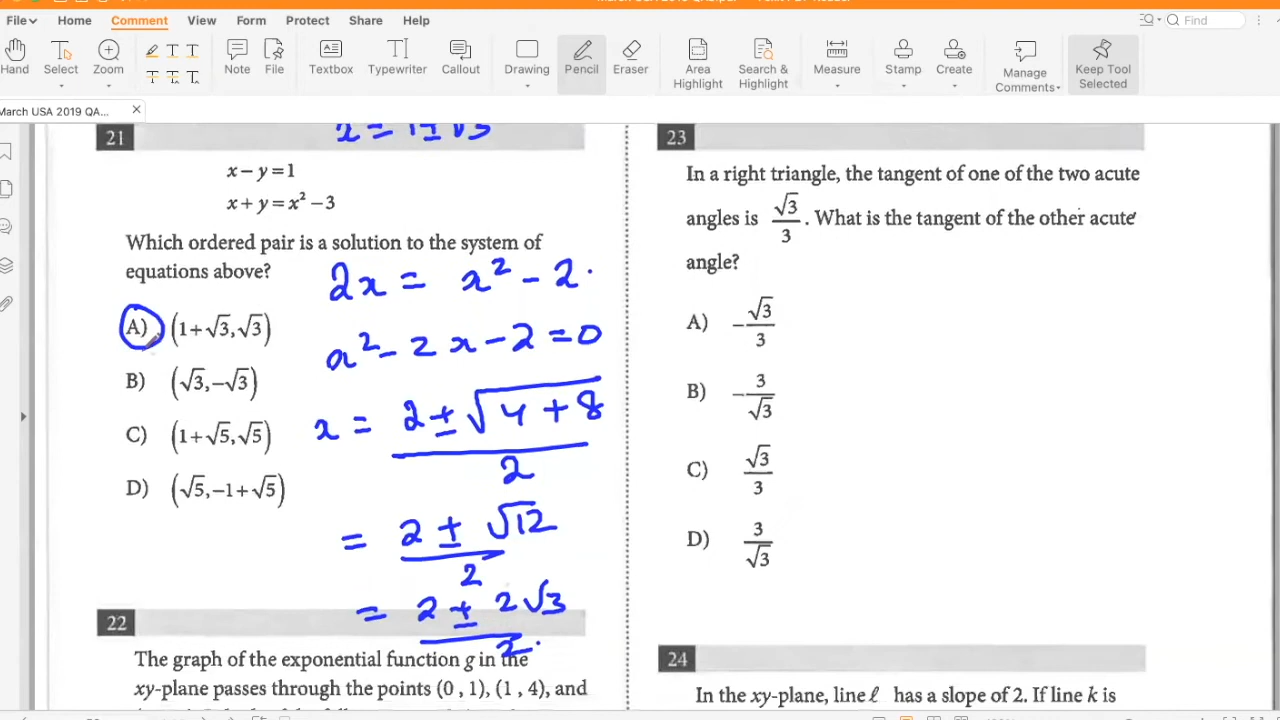 File Home Comment View Form Protect Share Help Find
Hand Select Zoom Note File Textbox Typewriter Callout Drawing Pencil Eraser Area Highlight Search & Highlight Measure Stamp Create Manage Comments Keep Tool Selected
March USA 2019 QA...
21
x – y = 1
x + y = x² – 3
Which ordered pair is a solution to the system of
equations above?
A) (1+√3, √3)
B) (√3, –√3)
C) (1+√5, √5)
D) (√5, –1+√5)
2x = x² - 2
x² - 2x - 2 = 0
x = 2 ± √4 + 8
2
= 2 ± √12
2
= 2 ± 2√3
2
22
The graph of the exponential function g in the
xy-plane passes through the points (0 , 1), (1 , 4), and
23
In a right triangle, the tangent of one of the two acute
angles is √3/3. What is the tangent of the other acute
angle?
A) –√3/3
B) –3/√3
C) √3/3
D) 3/√3
24
In the xy-plane, line ℓ has a slope of 2. If line k is